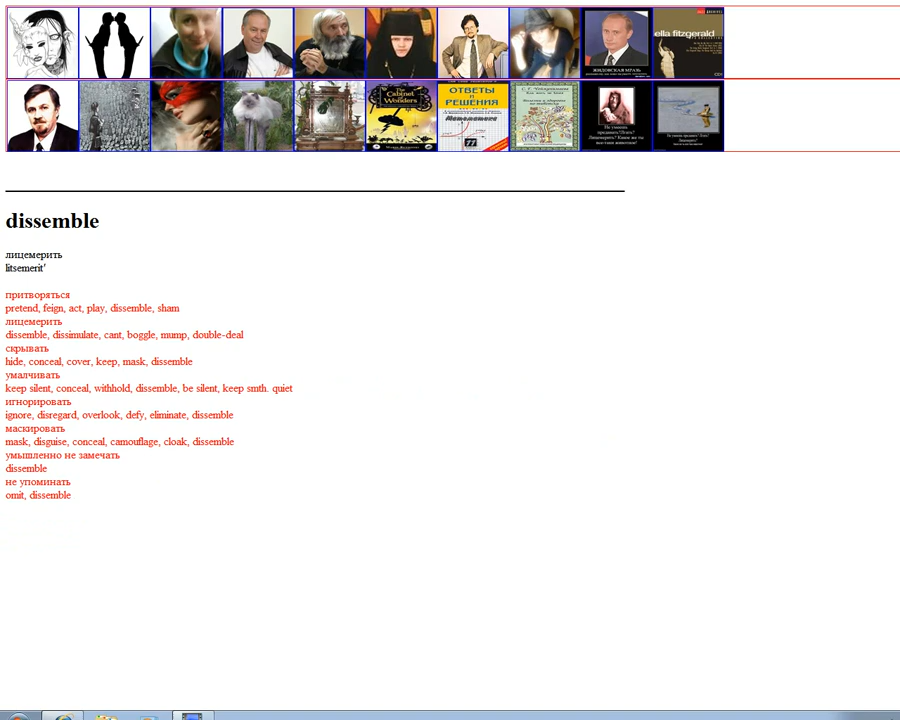 ella fitzgerald
The Cabinet
of
Wonders
ОТВЕТЫ
И
РЕШЕНИЯ
Математика
dissemble
лицемерить
litsemerit’
притворяться
pretend, feign, act, play, dissemble, sham
лицемерить
dissemble, dissimulate, cant, boggle, mump, double-deal
скрывать
hide, conceal, cover, keep, mask, dissemble
умалчивать
keep silent, conceal, withhold, dissemble, be silent, keep smth. quiet
игнорировать
ignore, disregard, overlook, defy, eliminate, dissemble
маскировать
mask, disguise, conceal, camouflage, cloak, dissemble
умышленно не замечать
dissemble
не упоминать
omit, dissemble